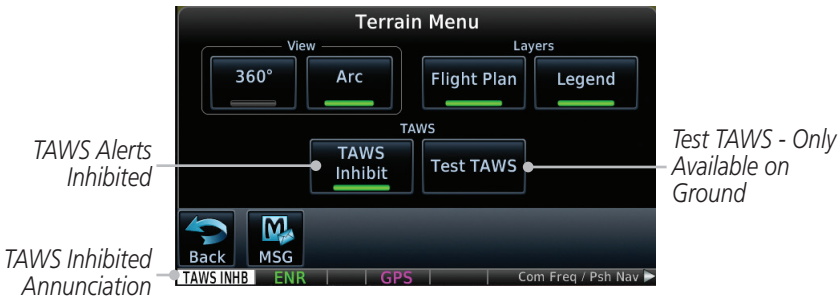 Terrain Menu
View
Layers
360°
Arc
Flight Plan
Legend
TAWS
TAWS Alerts
Inhibited
TAWS
Inhibit
Test TAWS
Test TAWS - Only
Available on
Ground
Back
MSG
TAWS Inhibited
Annunciation
TAWS INHB
ENR
GPS
Com Freq / Psh Nav